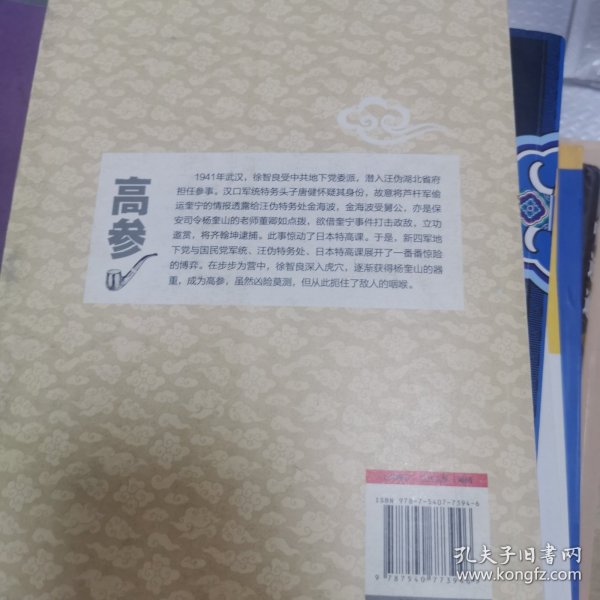 高参
1941年武汉，徐智良受中共地下党委派，潜入汪伪湖北省府
担任参事。汉口军统特务头子唐健怀疑其身份，故意将芦杆军偷
运奎宁的情报透露给汪伪特务处金海波，金海波受舅公，亦是保
安司令杨奎山的老师董卿如点拨，欲借奎宁事件打击政敌，立功
邀赏，将齐翰坤逮捕。此事惊动了日本特高课。于是，新四军地
下党与国民党军统、汪伪特务处、日本特高课展开了一番番惊险
的博弈。在步步为营中，徐智良深入虎穴，逐渐获得杨奎山的器
重，成为高参，虽然凶险莫测，但从此扼住了敌人的咽喉。
ISBN 978-7-5407-7394-6
孔夫子旧书网
www.kongfz.com